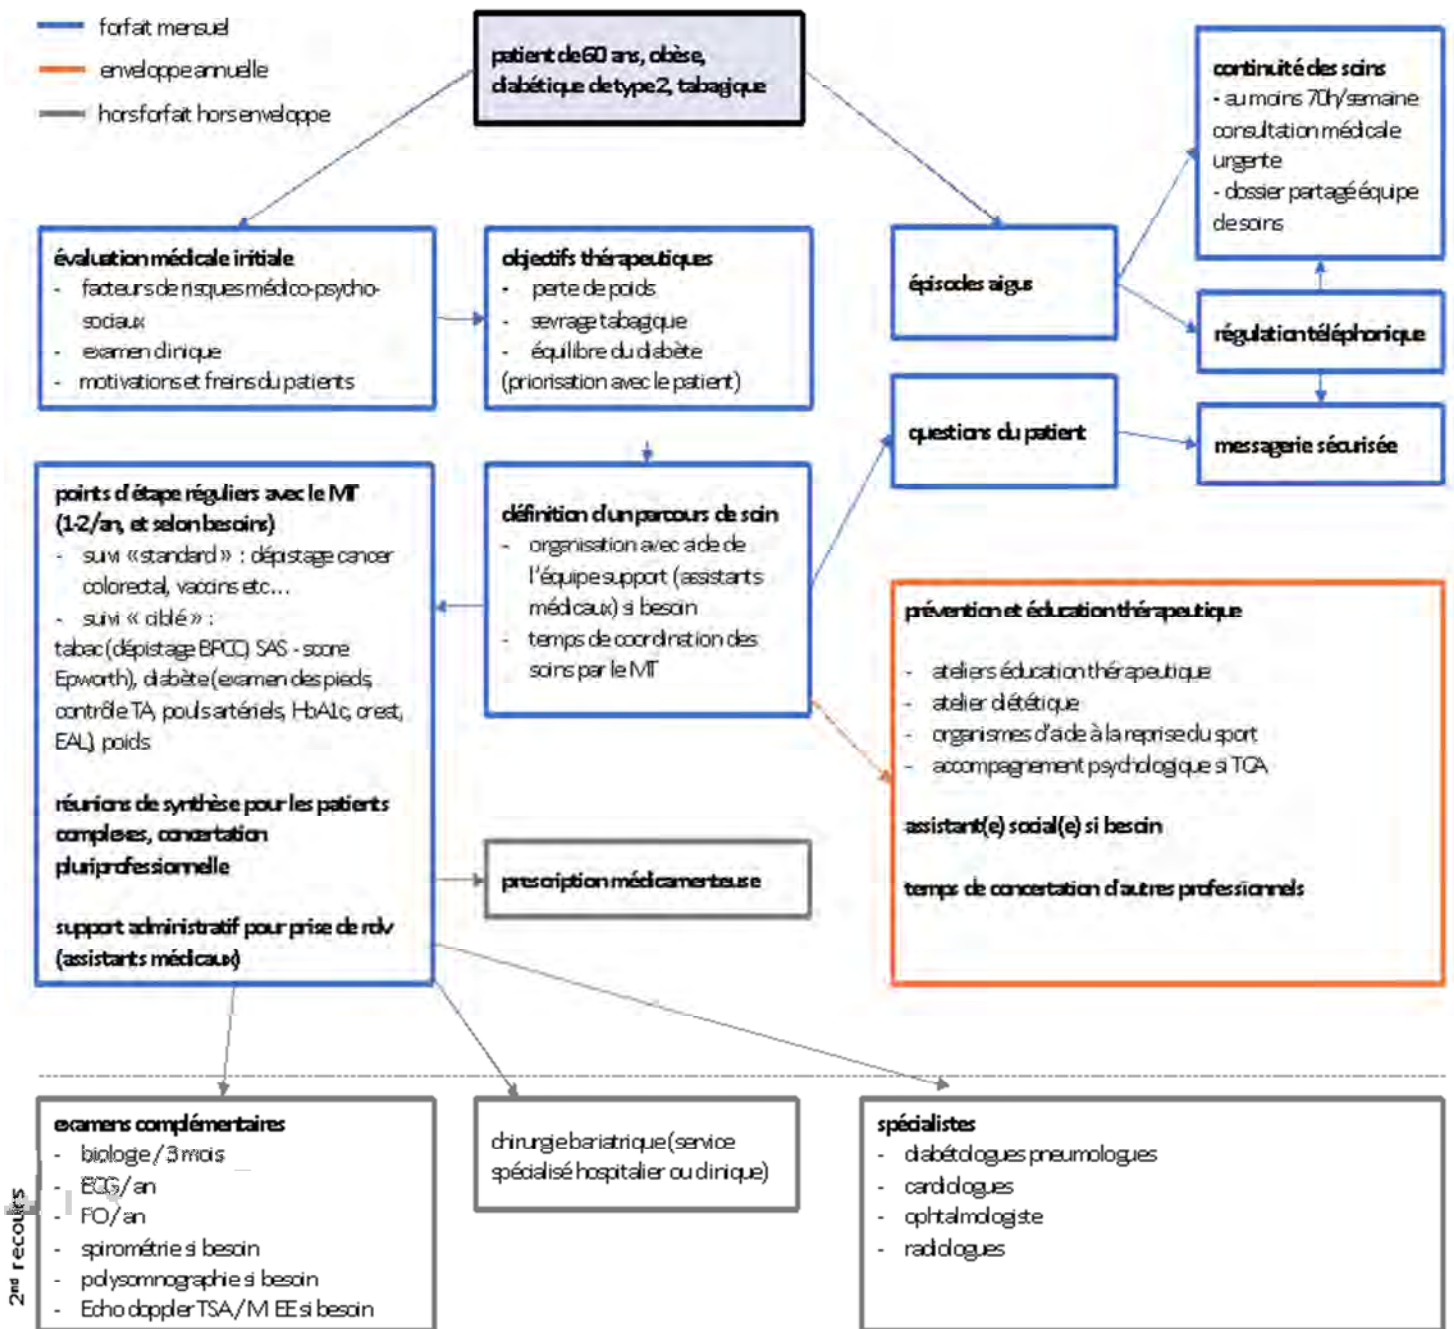 forfait mensuel
enveloppe annuelle
hors forfait hors enveloppe
patient de 60 ans, obèse,
diabétique de type 2, tabagique
continuité des soins
- au moins 70h/semaine
consultation médicale
urgente
- dossier partagé équipe
de soins
évaluation médicale initiale
- facteurs de risques médico-psycho-
sociaux
- examen clinique
- motivations et freins du patients
objectifs thérapeutiques
- perte de poids
- sevrage tabagique
- équilibre du diabète
(priorisation avec le patient)
épisodes aigus
régulation téléphonique
questions du patient
messagerie sécurisée
points d'étape réguliers avec le MT
(1-2/an, et selon besoins)
- suivi « standard » : dépistage cancer
colorectal, vaccins etc...
- suivi « ciblé » :
tabac (dépistage BPCO) SAS - score
Epworth), diabète (examen des pieds,
contrôle TA, pouls artériels, HbA1c, creat,
EAL), poids
réunions de synthèse pour les patients
complexes, concertation
pluriprofessionnelle
support administratif pour prise de rdv
(assistants médicaux)
définition d'un parcours de soin
- organisation avec aide de
l'équipe support (assistants
médicaux) si besoin
- temps de coordination des
soins par le MT
prévention et éducation thérapeutique
- ateliers éducation thérapeutique
- atelier diététique
- organismes d'aide à la reprise du sport
- accompagnement psychologique si TCA
assistant(e) social(e) si besoin
temps de concertation d'autres professionnels
prescription médicamenteuse
2nd recours
examens complémentaires
- biologie / 3 mois
- ECG / an
- FO / an
- spirométrie si besoin
- polysomnographie si besoin
- Echo doppler TSA / M EE si besoin
chirurgie bariatrique (service
spécialisé hospitalier ou clinique)
spécialistes
- diabétologues pneumologues
- cardiologues
- ophtalmologiste
- radiologues